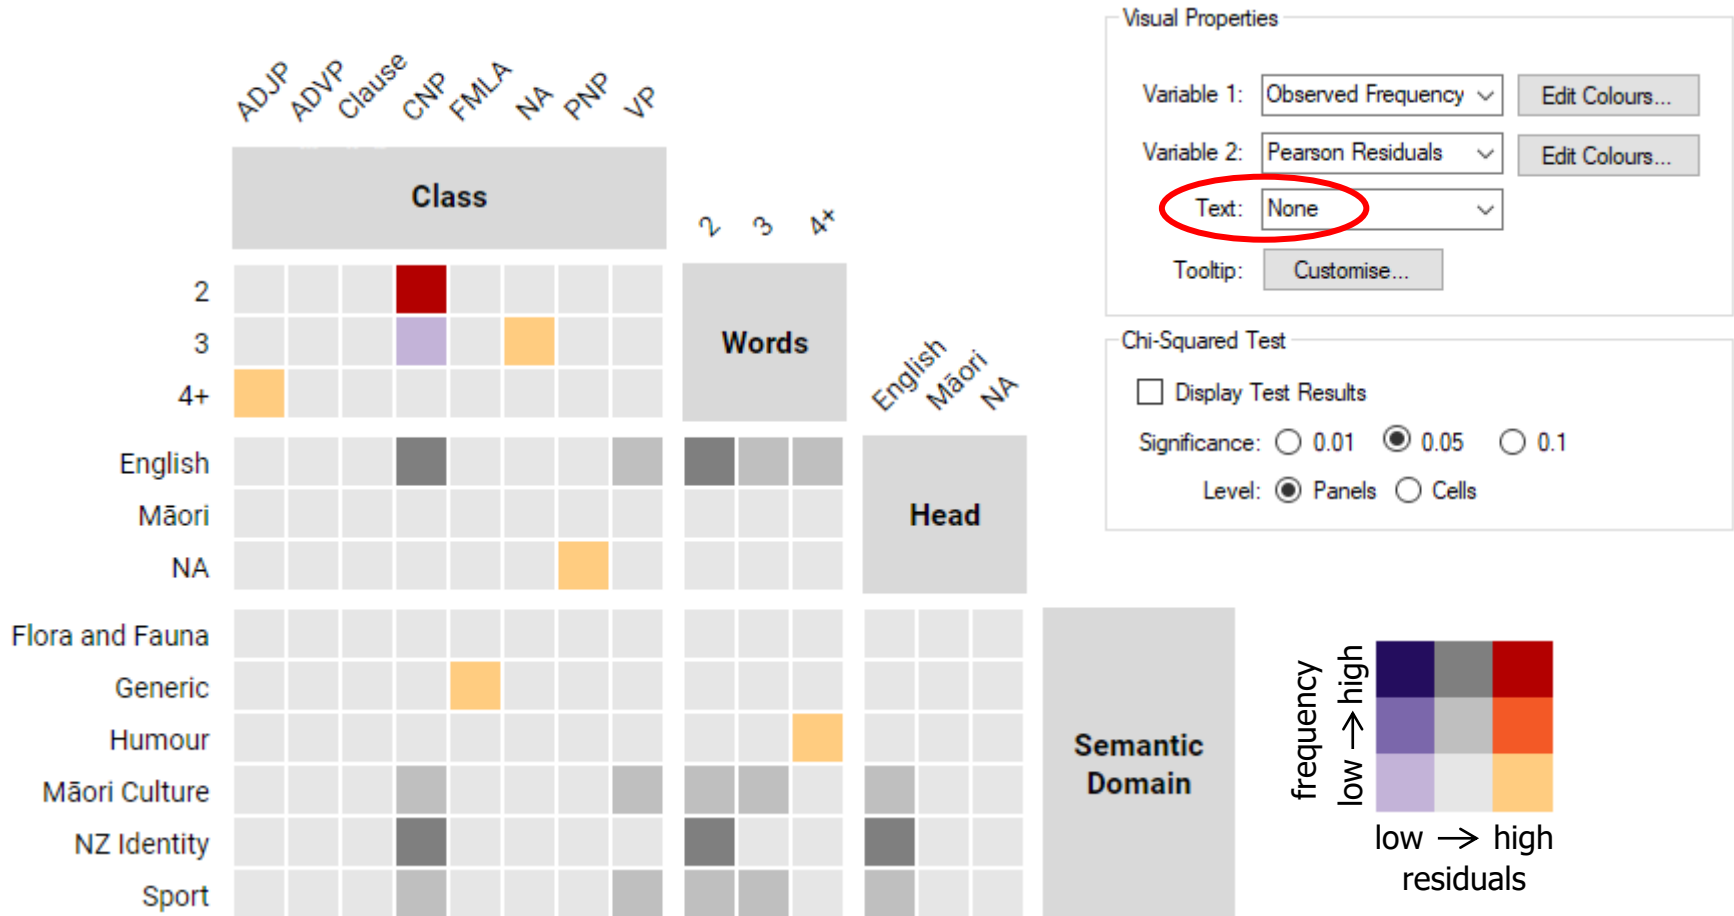 ADJP ADVP Clause CNP FMLA NA PNP VP
Class
2 3 4+
2
3
4+
Words
English Māori NA
English
Māori
NA
Head
Flora and Fauna
Generic
Humour
Māori Culture
NZ Identity
Sport
Semantic
Domain
Visual Properties
Variable 1: Observed Frequency Edit Colours...
Variable 2: Pearson Residuals Edit Colours...
Text: None
Tooltip: Customise...
Chi-Squared Test
Display Test Results
Significance: 0.01 0.05 0.1
Level: Panels Cells
frequency
low → high
low → high
residuals